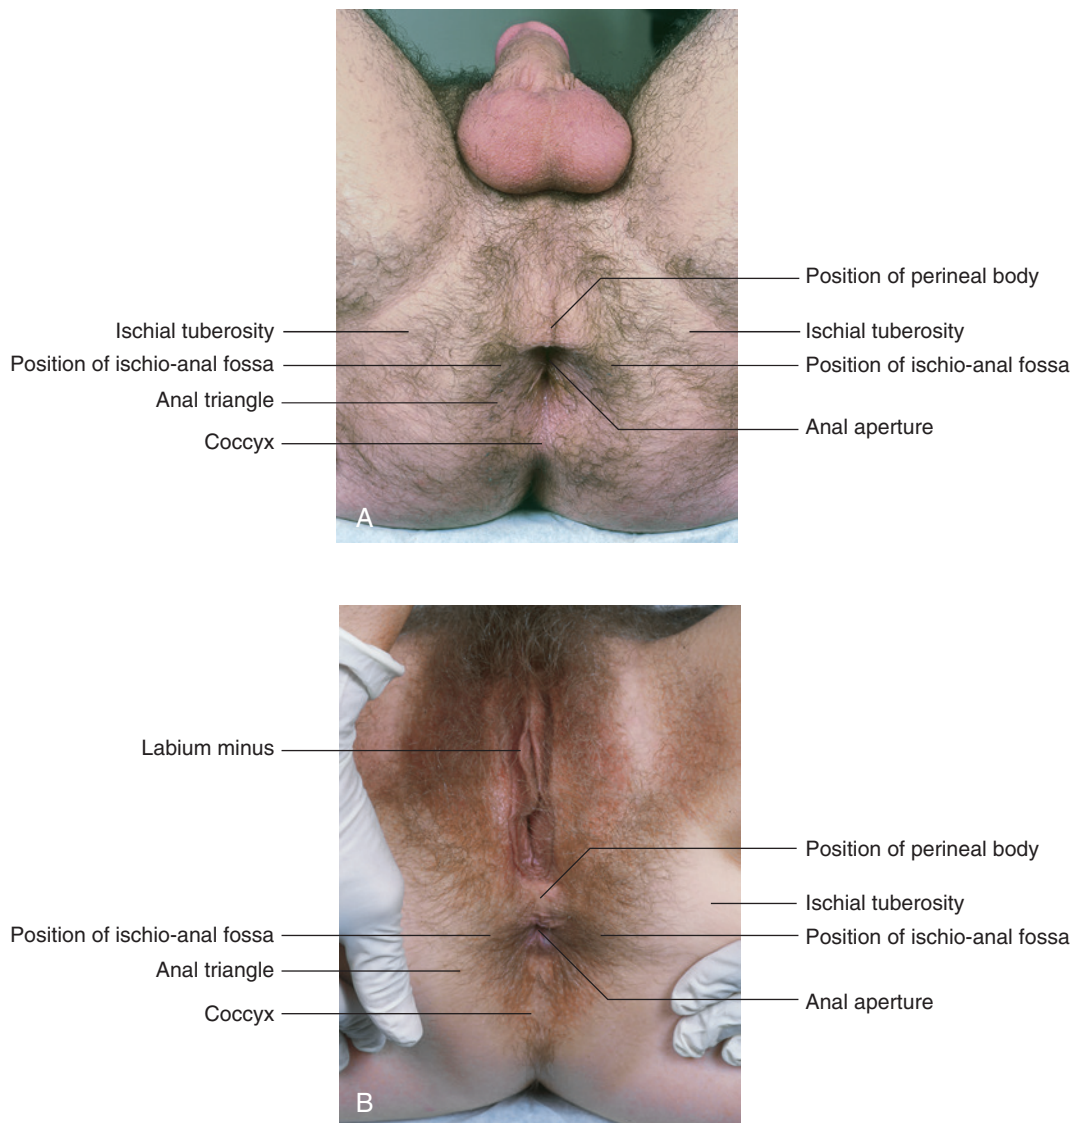 Position of perineal body
Ischial tuberosity
Ischial tuberosity
Position of ischio-anal fossa
Position of ischio-anal fossa
Anal triangle
Anal aperture
Coccyx
A
Labium minus
Position of perineal body
Ischial tuberosity
Position of ischio-anal fossa
Position of ischio-anal fossa
Anal triangle
Anal aperture
Coccyx
B